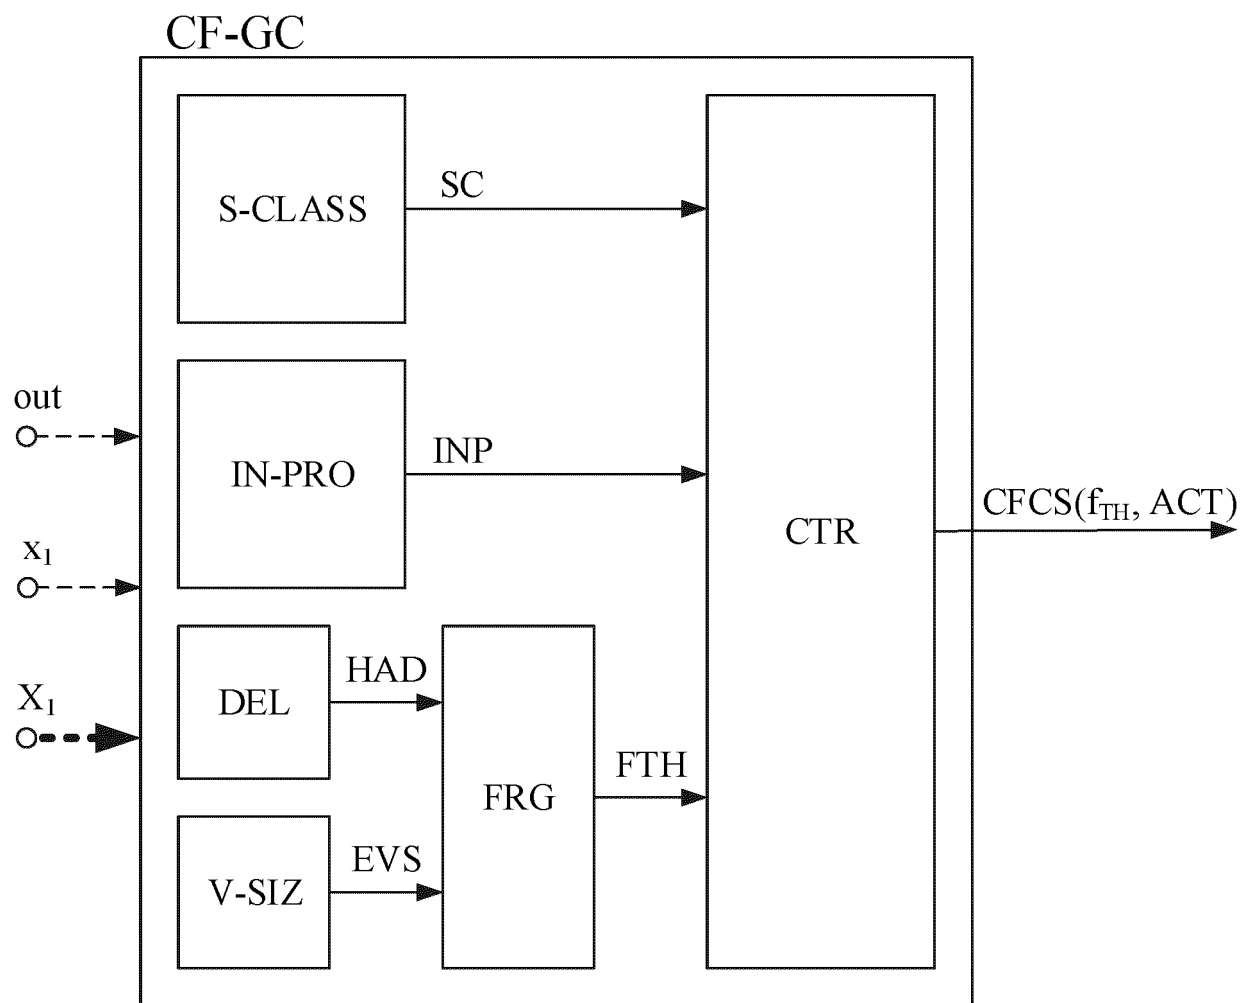 CF-GC
S-CLASS
SC
out
IN-PRO
INP
x₁
CTR
CFCS(f_TH, ACT)
X₁
DEL
HAD
FRG
FTH
V-SIZ
EVS